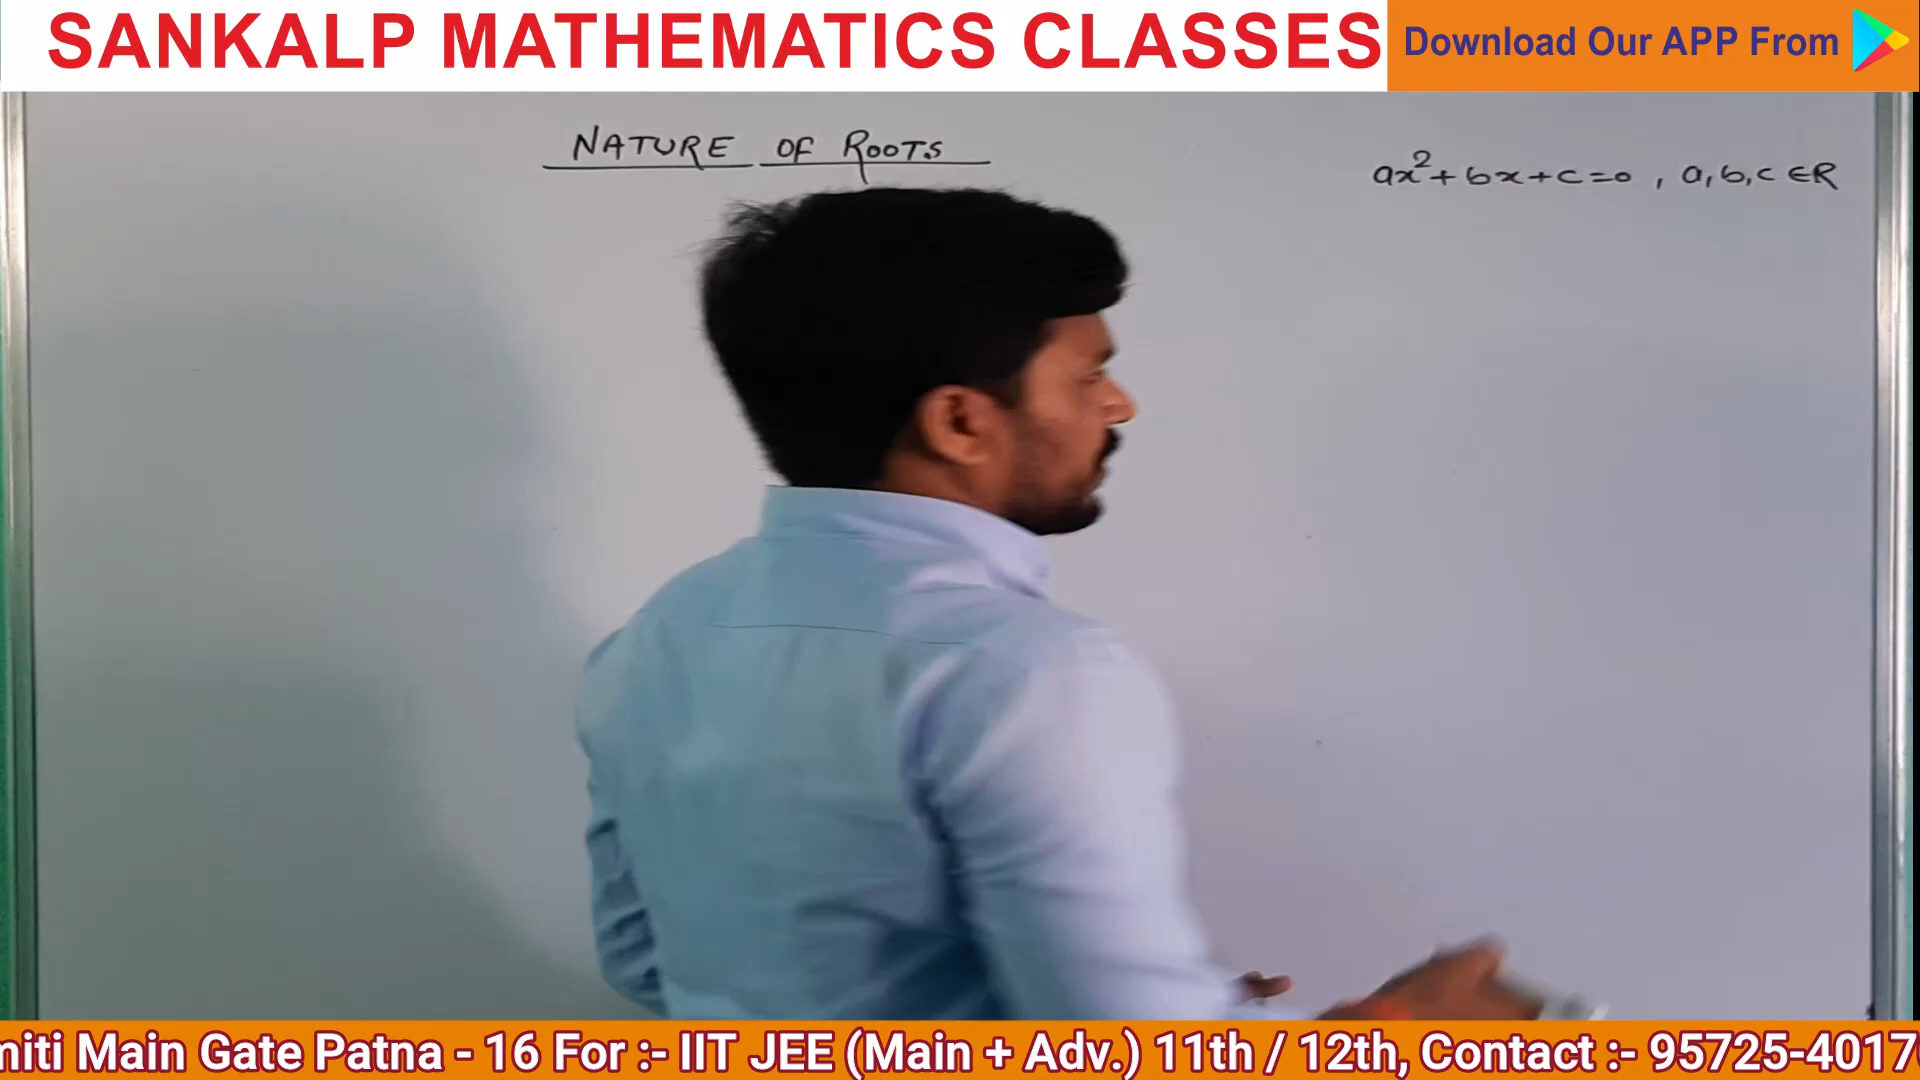 SANKALP MATHEMATICS CLASSES
Download Our APP From
NATURE OF ROOTS
ax²+bx+c=0 , a,b,c ∈R
Main Gate Patna - 16 For :- IIT JEE (Main + Adv.) 11th / 12th, Contact :- 95725-4017